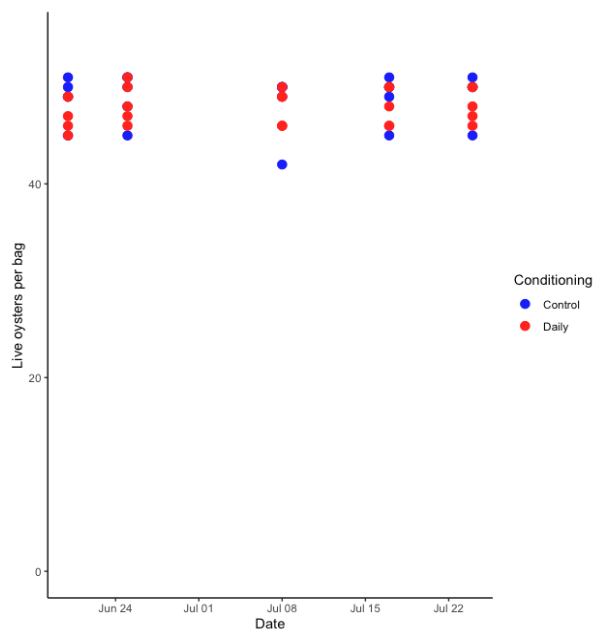 Live oysters per bag
40
20
0
Jun 24
Jul 01
Jul 08
Jul 15
Jul 22
Date
Conditioning
Control
Daily